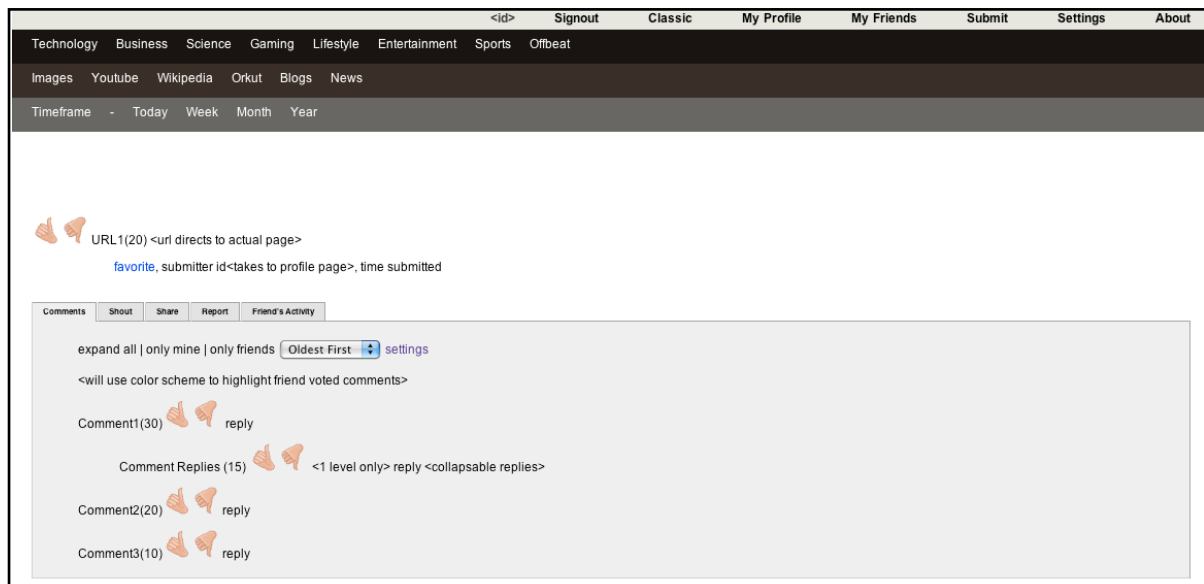 <id> Signout Classic My Profile My Friends Submit Settings About
Technology Business Science Gaming Lifestyle Entertainment Sports Offbeat
Images Youtube Wikipedia Orkut Blogs News
Timeframe - Today Week Month Year
URL1(20) <url directs to actual page>
favorite, submitter id<takes to profile page>, time submitted
Comments Shout Share Report Friend's Activity
expand all | only mine | only friends Oldest First settings
<will use color scheme to highlight friend voted comments>
Comment1(30) reply
Comment Replies (15) <1 level only> reply <collapsable replies>
Comment2(20) reply
Comment3(10) reply